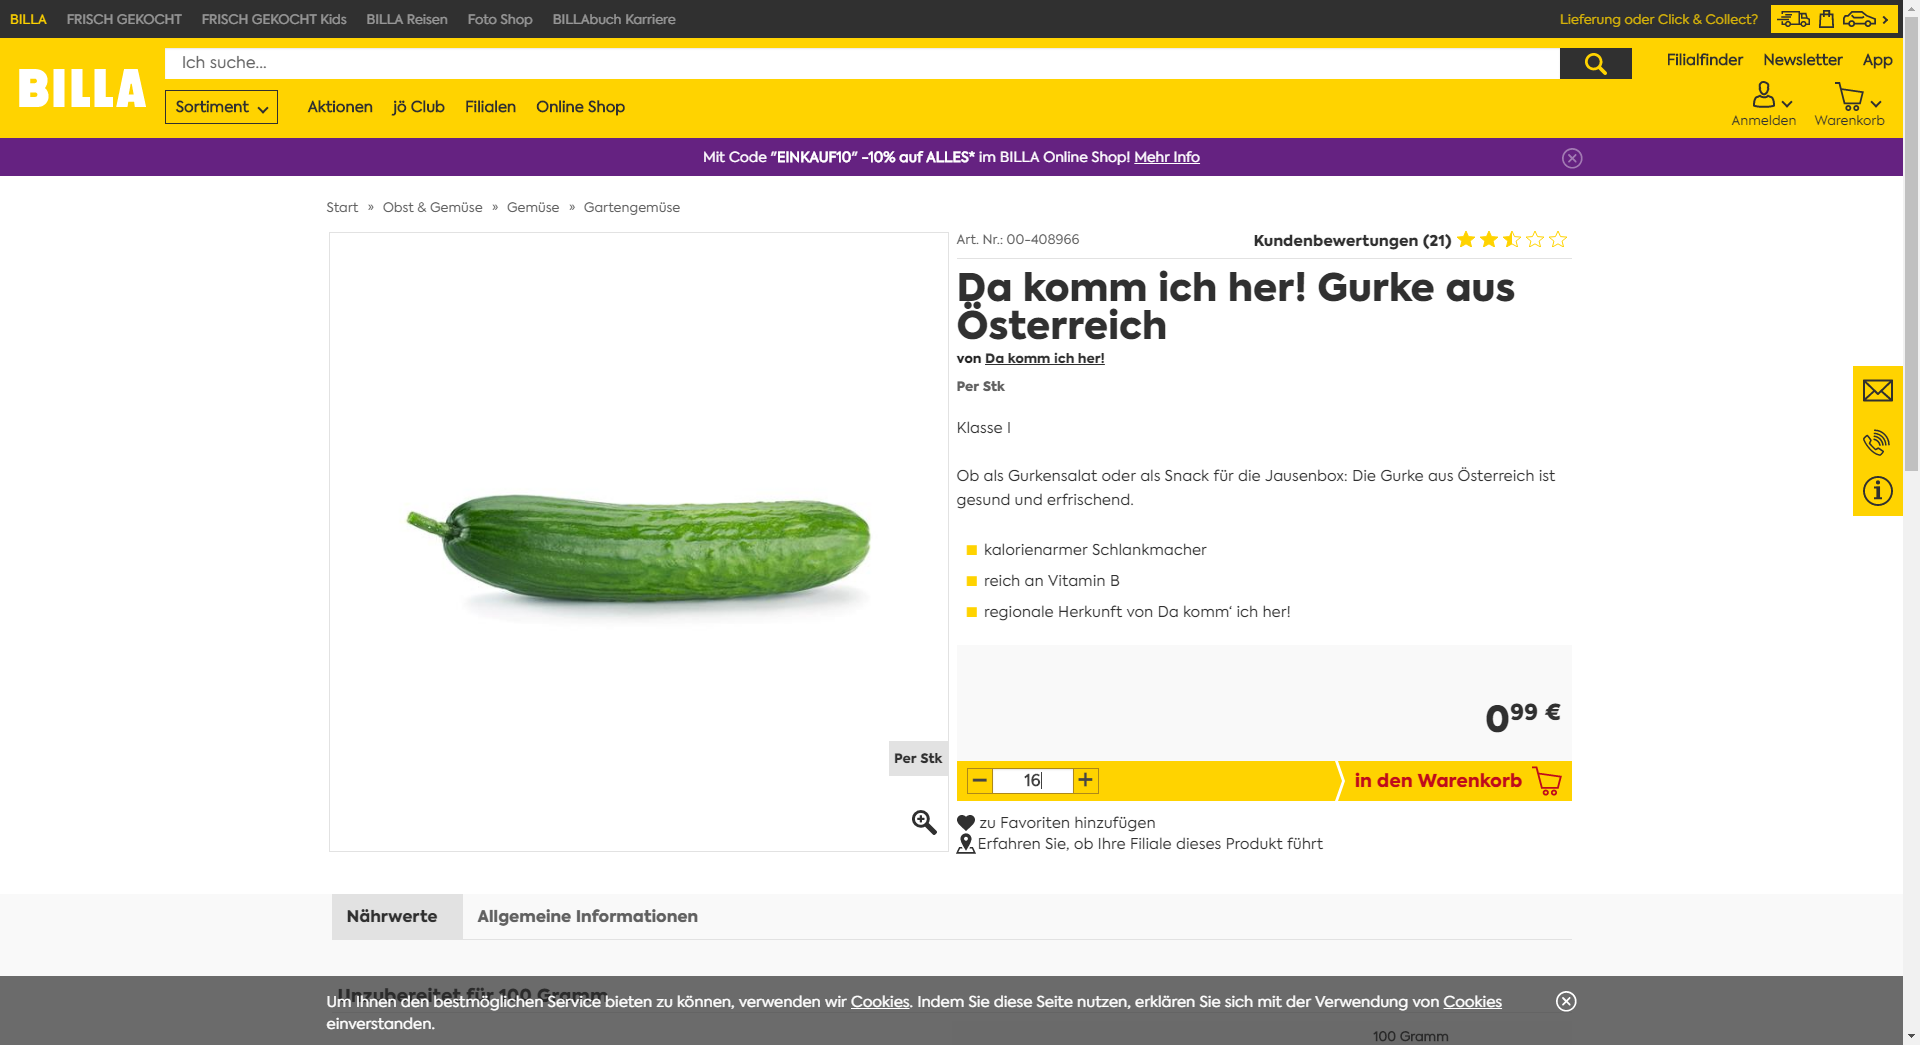 BILLA FRISCH GEKOCHT FRISCH GEKOCHT Kids BILLA Reisen Foto Shop BILLAbuch Karriere Lieferung oder Click & Collect?
Ich suche... Filialfinder Newsletter App
BILLA
Sortiment Aktionen jö Club Filialen Online Shop
Anmelden Warenkorb
Mit Code "EINKAUF10" -10% auf ALLES* im BILLA Online Shop! Mehr Info
Start » Obst & Gemüse » Gemüse » Gartengemüse
Art. Nr.: 00-408966 Kundenbewertungen (21)
Da komm ich her! Gurke aus
Österreich
von Da komm ich her!
Per Stk
Klasse I
Ob als Gurkensalat oder als Snack für die Jausenbox: Die Gurke aus Österreich ist
gesund und erfrischend.
kalorienarmer Schlankmacher
reich an Vitamin B
regionale Herkunft von Da komm' ich her!
0 99 €
Per Stk
16 in den Warenkorb
zu Favoriten hinzufügen
Erfahren Sie, ob Ihre Filiale dieses Produkt führt
Nährwerte Allgemeine Informationen
Unzubereitet für 100 Gramm
Um Ihnen den bestmöglichen Service bieten zu können, verwenden wir Cookies. Indem Sie diese Seite nutzen, erklären Sie sich mit der Verwendung von Cookies
einverstanden.
100 Gramm